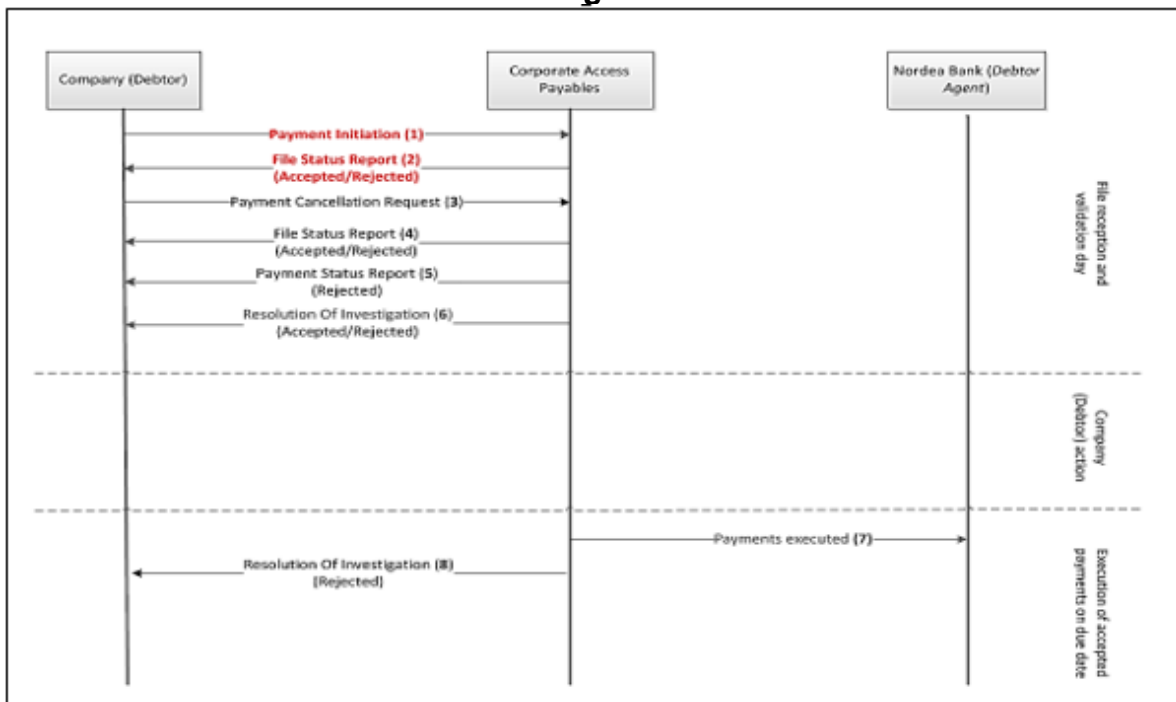 Company (Debtor)
Corporate Access
Payables
Nordea Bank (Debtor
Agent)
Payment Initiation (1)
File Status Report (2)
(Accepted/Rejected)
Payment Cancellation Request (3)
File Status Report (4)
(Accepted/Rejected)
Payment Status Report (5)
(Rejected)
Resolution Of Investigation (6)
(Accepted/Rejected)
File reception and
validation day
Company
(Debtor) action
Payments executed (7)
Resolution Of Investigation (8)
(Rejected)
Execution of accepted
payments on due date